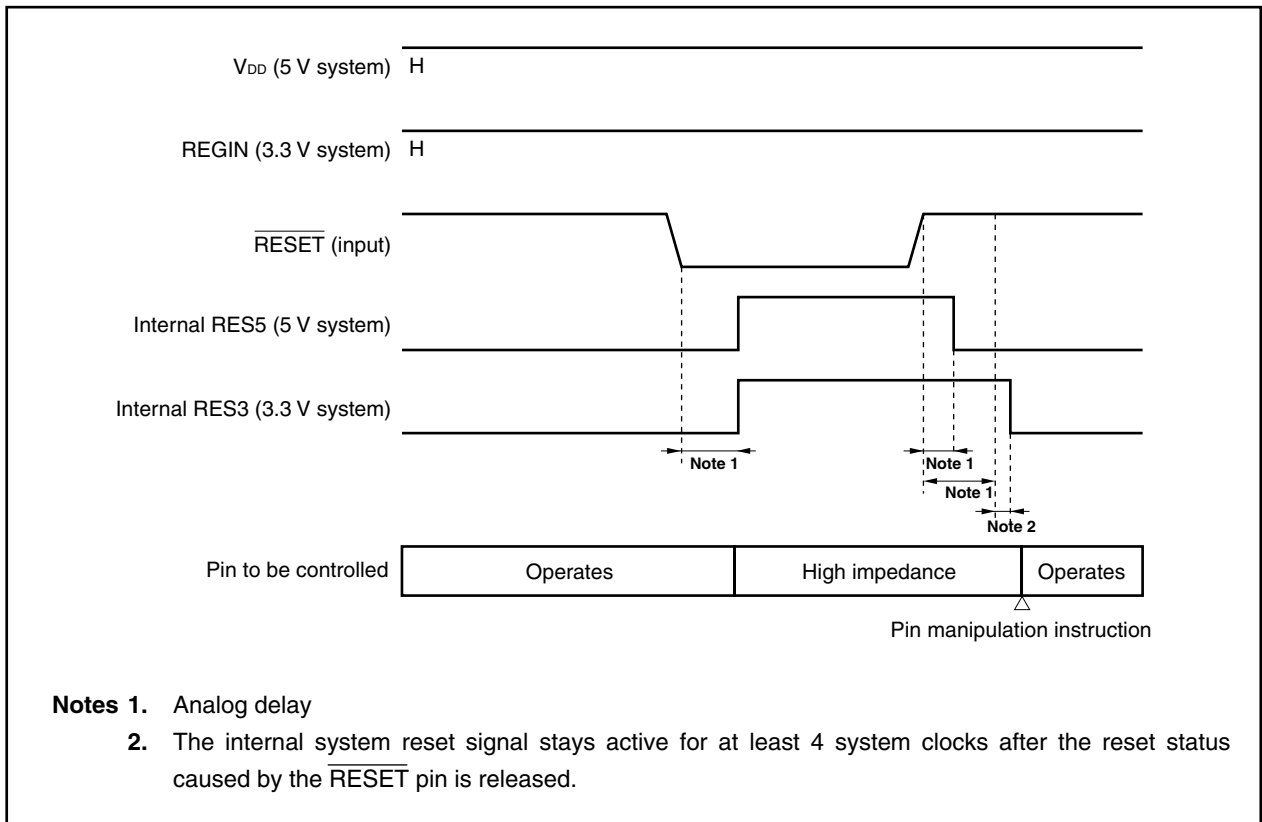 VDD (5 V system) H
REGIN (3.3 V system) H
RESET (input)
Internal RES5 (5 V system)
Internal RES3 (3.3 V system)
Note 1 Note 1
Note 1
Note 2
Pin to be controlled Operates High impedance Operates
Pin manipulation instruction
Notes 1. Analog delay
2. The internal system reset signal stays active for at least 4 system clocks after the reset status
caused by the RESET pin is released.